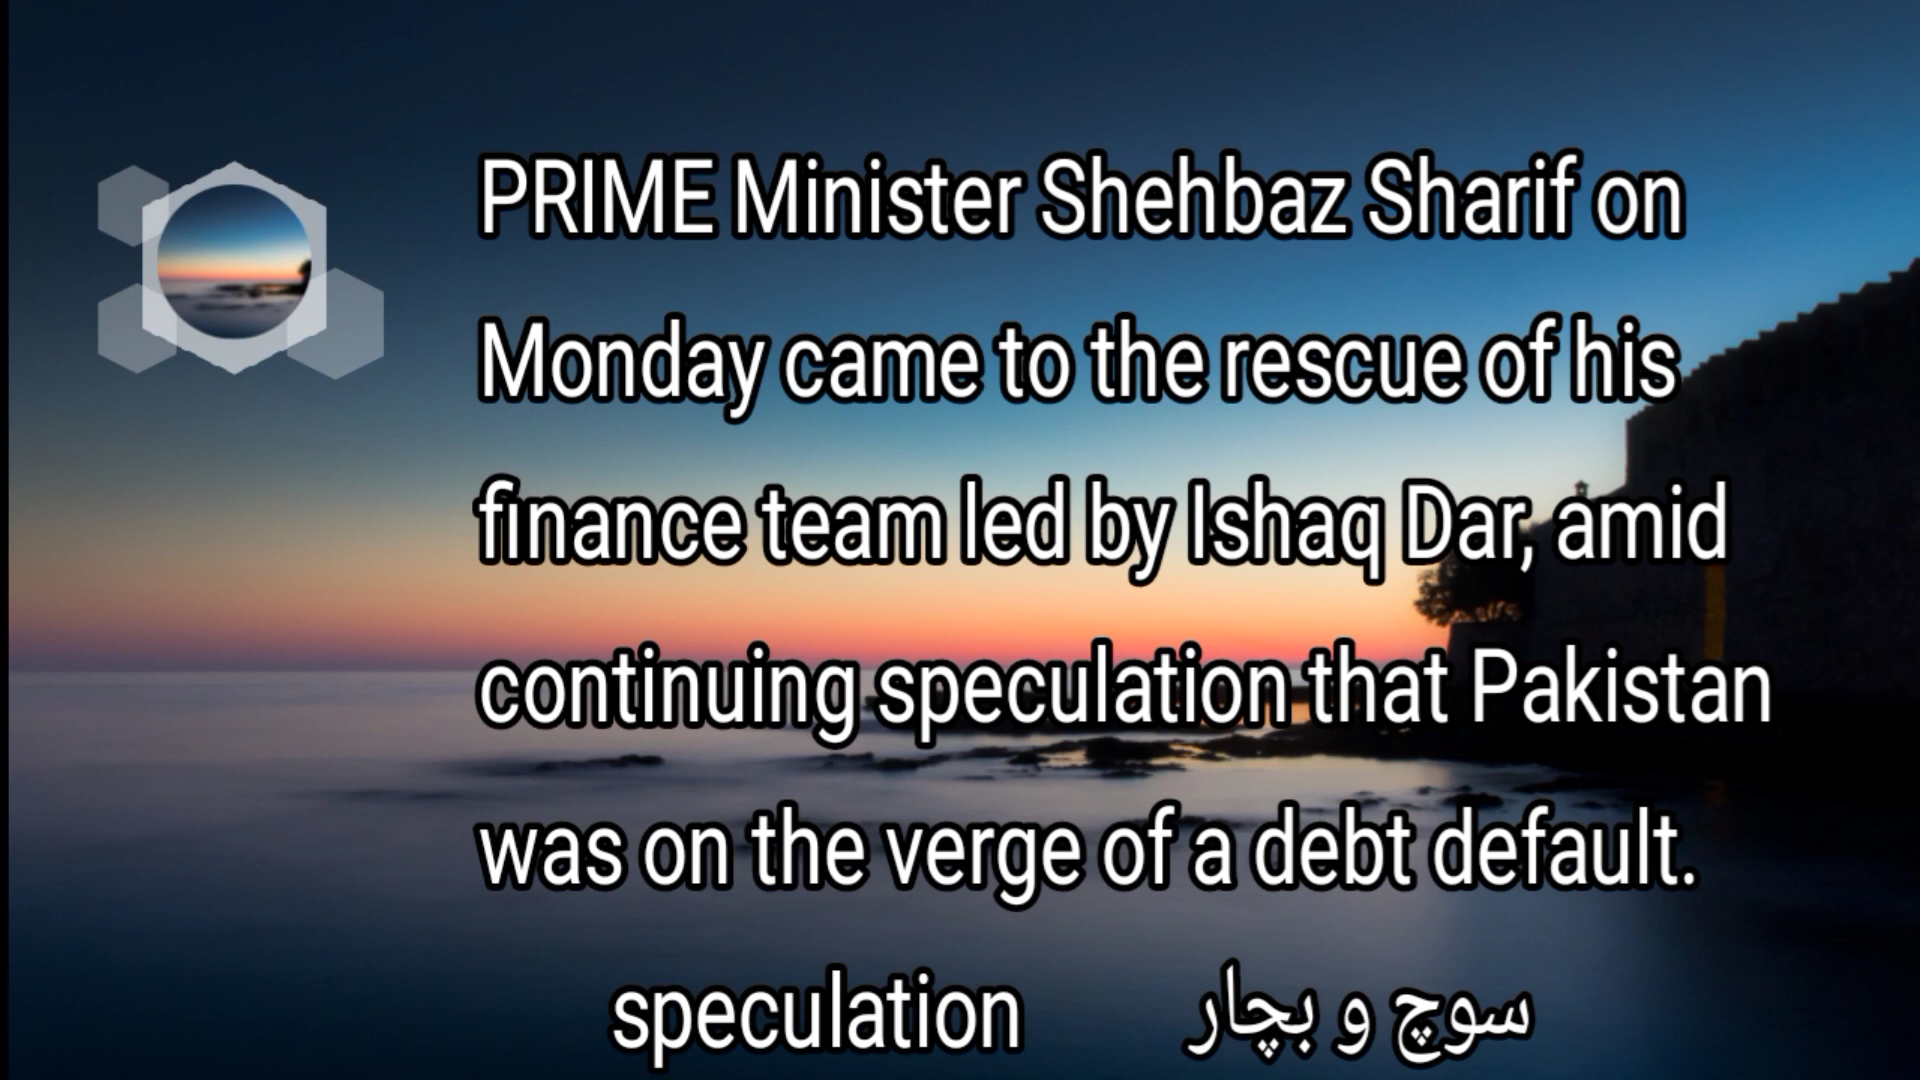 PRIME Minister Shehbaz Sharif on
Monday came to the rescue of his
finance team led by Ishaq Dar, amid
continuing speculation that Pakistan
was on the verge of a debt default.
speculation سوچ و بچار